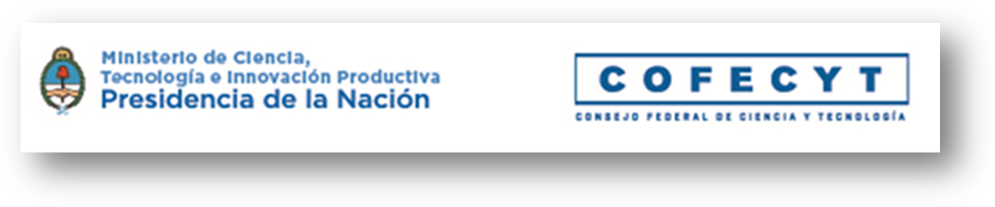 Ministerio de Ciencia,
Tecnología e Innovación Productiva
Presidencia de la Nación
COFECYT
CONSEJO FEDERAL DE CIENCIA Y TECNOLOGÍA